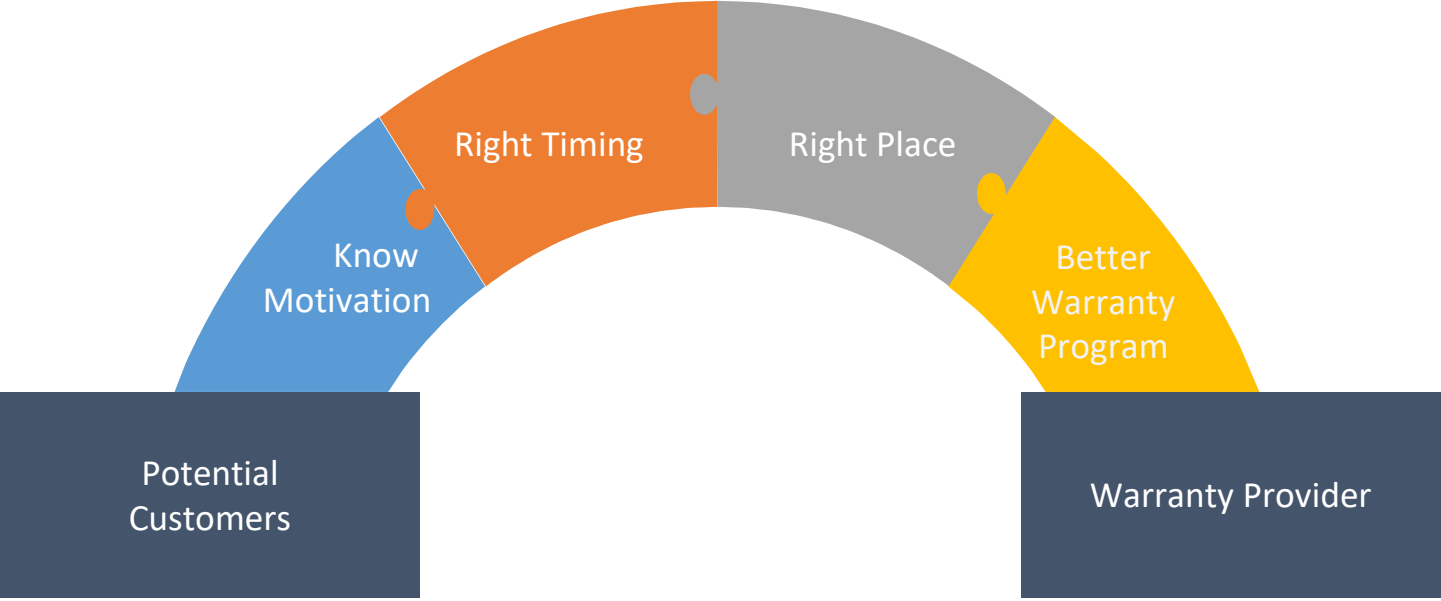 Right Timing
Right Place
Know
Motivation
Better
Warranty
Program
Potential
Customers
Warranty Provider